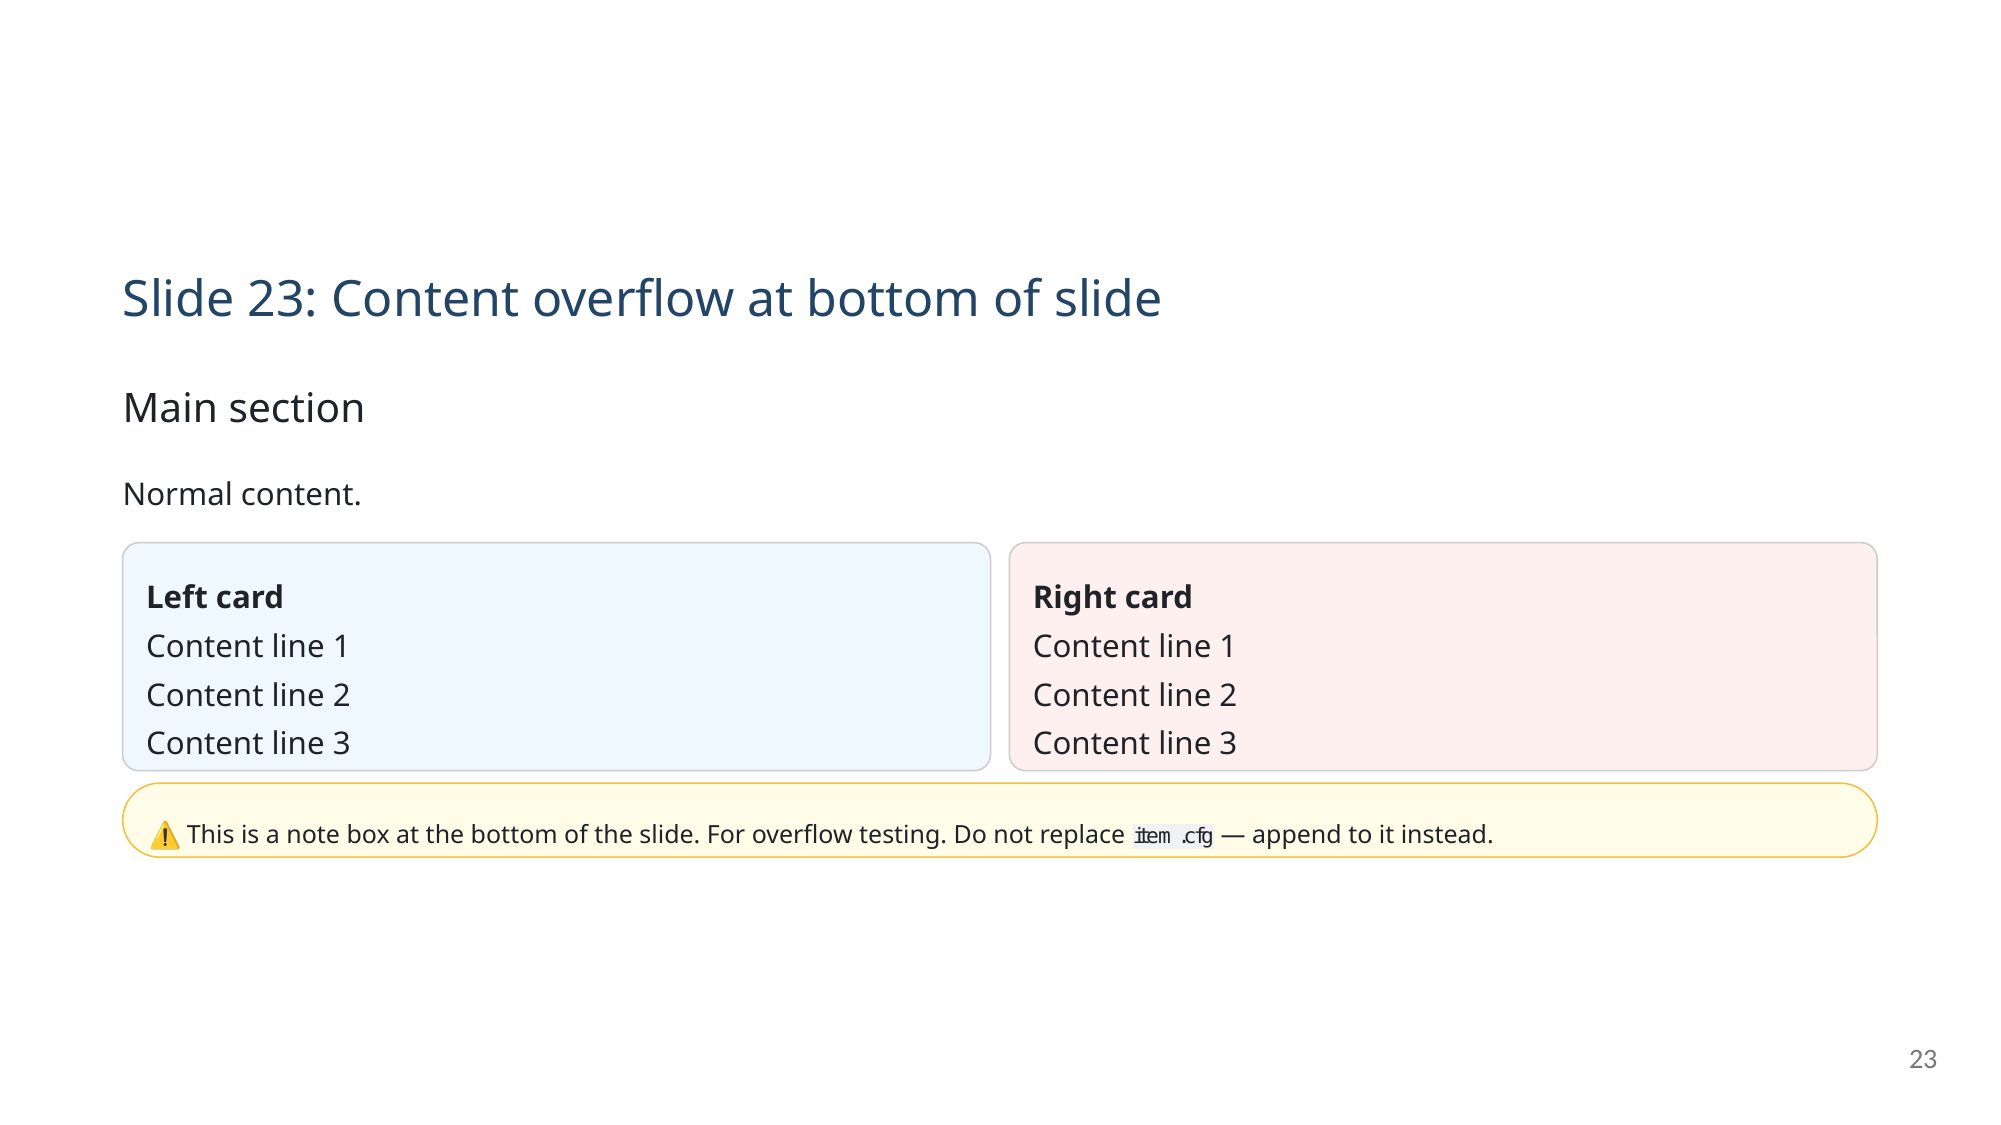 Slide 23: Content overflow at bottom of slide
Main section
Normal content.
Left card
Content line 1
Content line 2
Content line 3
Right card
Content line 1
Content line 2
Content line 3
⚠️ This is a note box at the bottom of the slide. For overflow testing. Do not replace item.cfg — append to it instead.
23